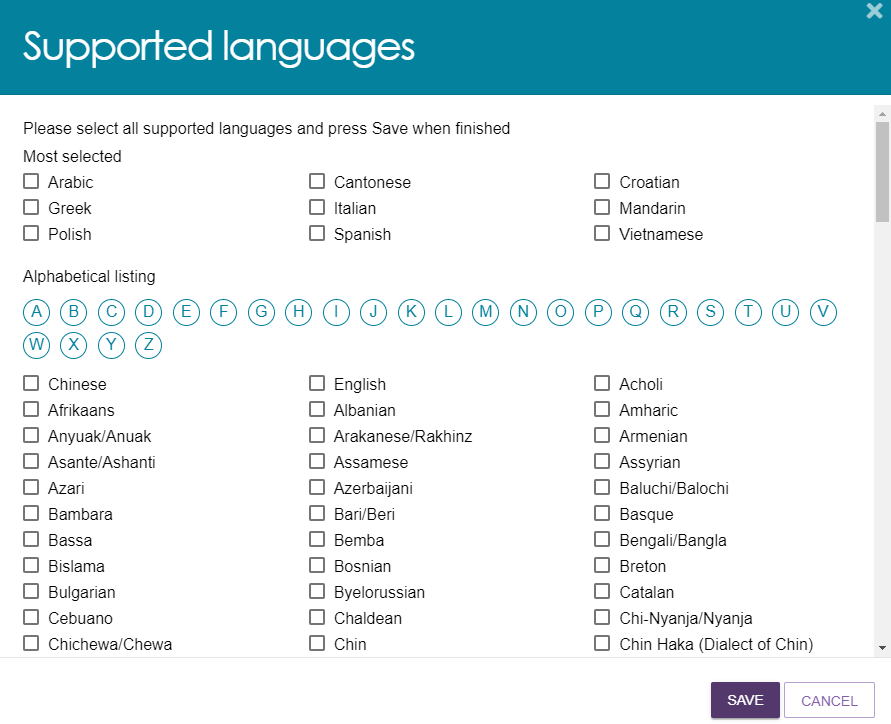 Supported languages
Please select all supported languages and press Save when finished
Most selected
Arabic Cantonese Croatian
Greek Italian Mandarin
Polish Spanish Vietnamese
Alphabetical listing
A B C D E F G H I J K L M N O P Q R S T U V
W X Y Z
Chinese English Acholi
Afrikaans Albanian Amharic
Anyuak/Anuak Arakanese/Rakhinz Armenian
Asante/Ashanti Assamese Assyrian
Azari Azerbaijani Baluchi/Balochi
Bambara Bari/Beri Basque
Bassa Bemba Bengali/Bangla
Bislama Bosnian Breton
Bulgarian Byelorussian Catalan
Cebuano Chaldean Chi-Nyanja/Nyanja
Chichewa/Chewa Chin Chin Haka (Dialect of Chin)
SAVE CANCEL